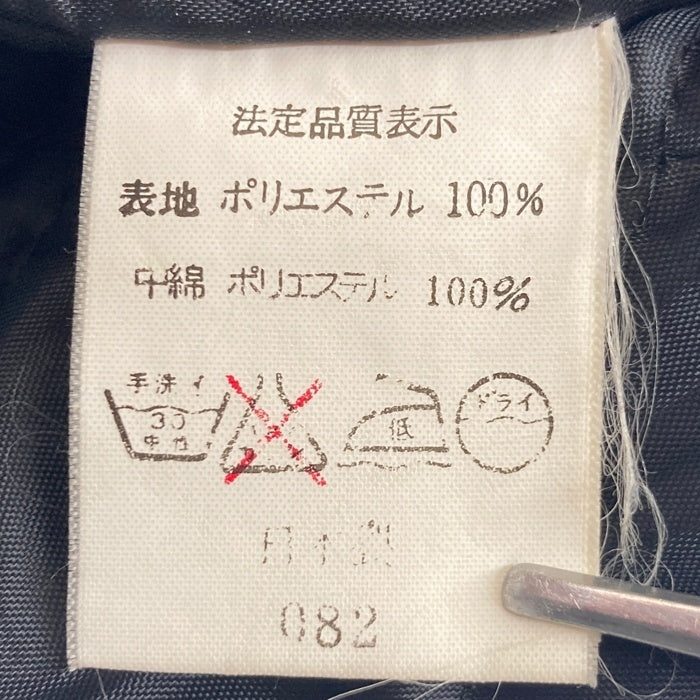 法定品質表示
表地 ポリエステル 100%
中綿 ポリエステル 100%
手洗イ
30
中性
低
ドライ
日本製
082